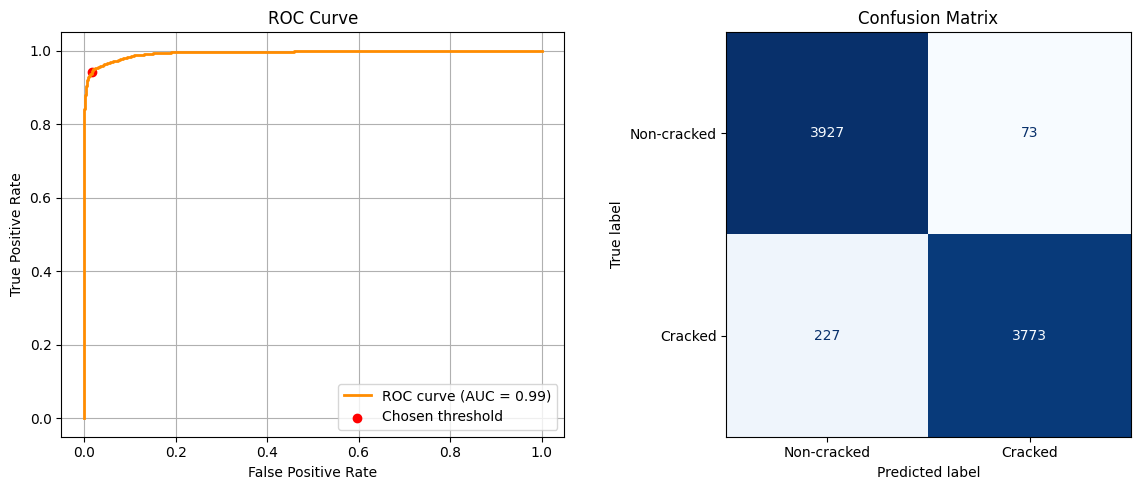 ROC Curve
True Positive Rate
1.0
0.8
0.6
0.4
0.2
0.0
0.0 0.2 0.4 0.6 0.8 1.0
False Positive Rate
ROC curve (AUC = 0.99)
Chosen threshold
Confusion Matrix
True label
Non-cracked
3927 73
Cracked
227 3773
Non-cracked Cracked
Predicted label